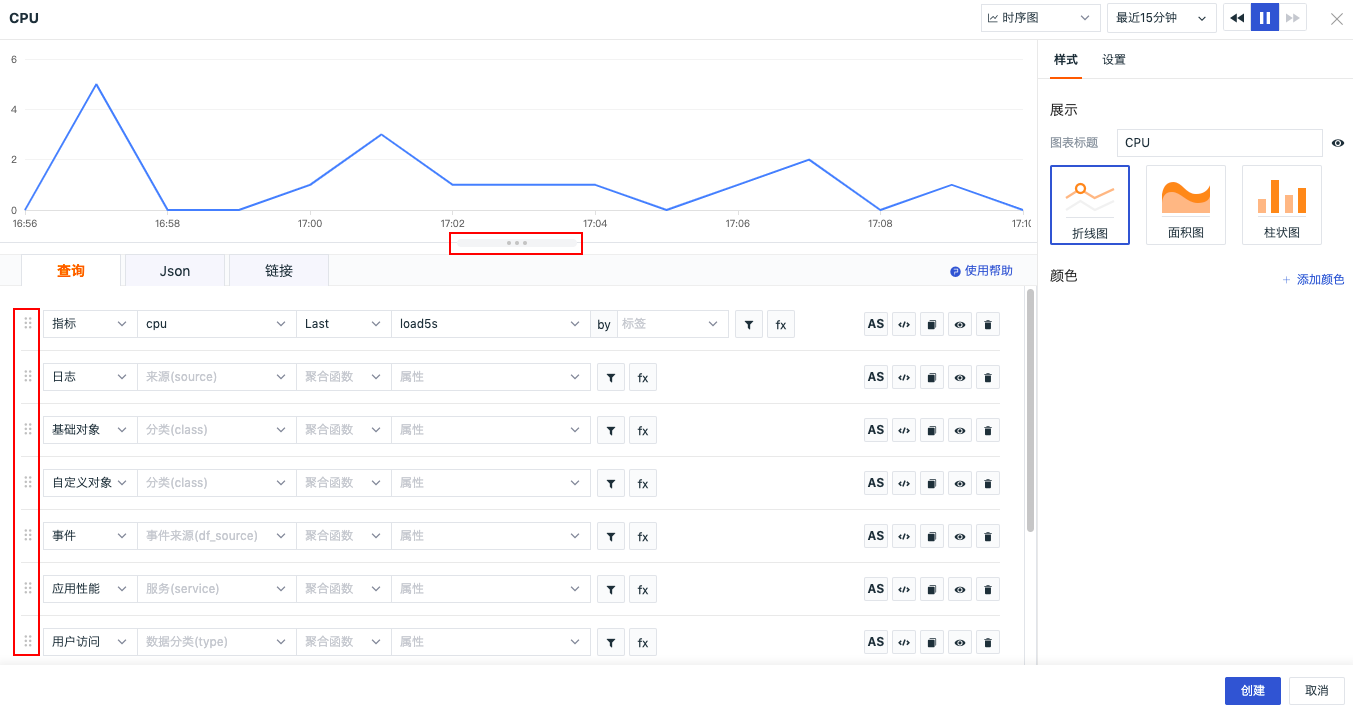 CPU
时序图
最近15分钟
6
4
2
0
16:56
16:58
17:00
17:02
17:04
17:06
17:08
17:10
样式
设置
展示
图表标题
CPU
折线图
面积图
柱状图
颜色
+ 添加颜色
查询
Json
链接
使用帮助
指标 cpu Last load5s by 标签 fx AS </>
日志 来源(source) 聚合函数 属性 fx AS </>
基础对象 分类(class) 聚合函数 属性 fx AS </>
自定义对象 分类(class) 聚合函数 属性 fx AS </>
事件 事件来源(df_source) 聚合函数 属性 fx AS </>
应用性能 服务(service) 聚合函数 属性 fx AS </>
用户访问 数据分类(type) 聚合函数 属性 fx AS </>
创建
取消